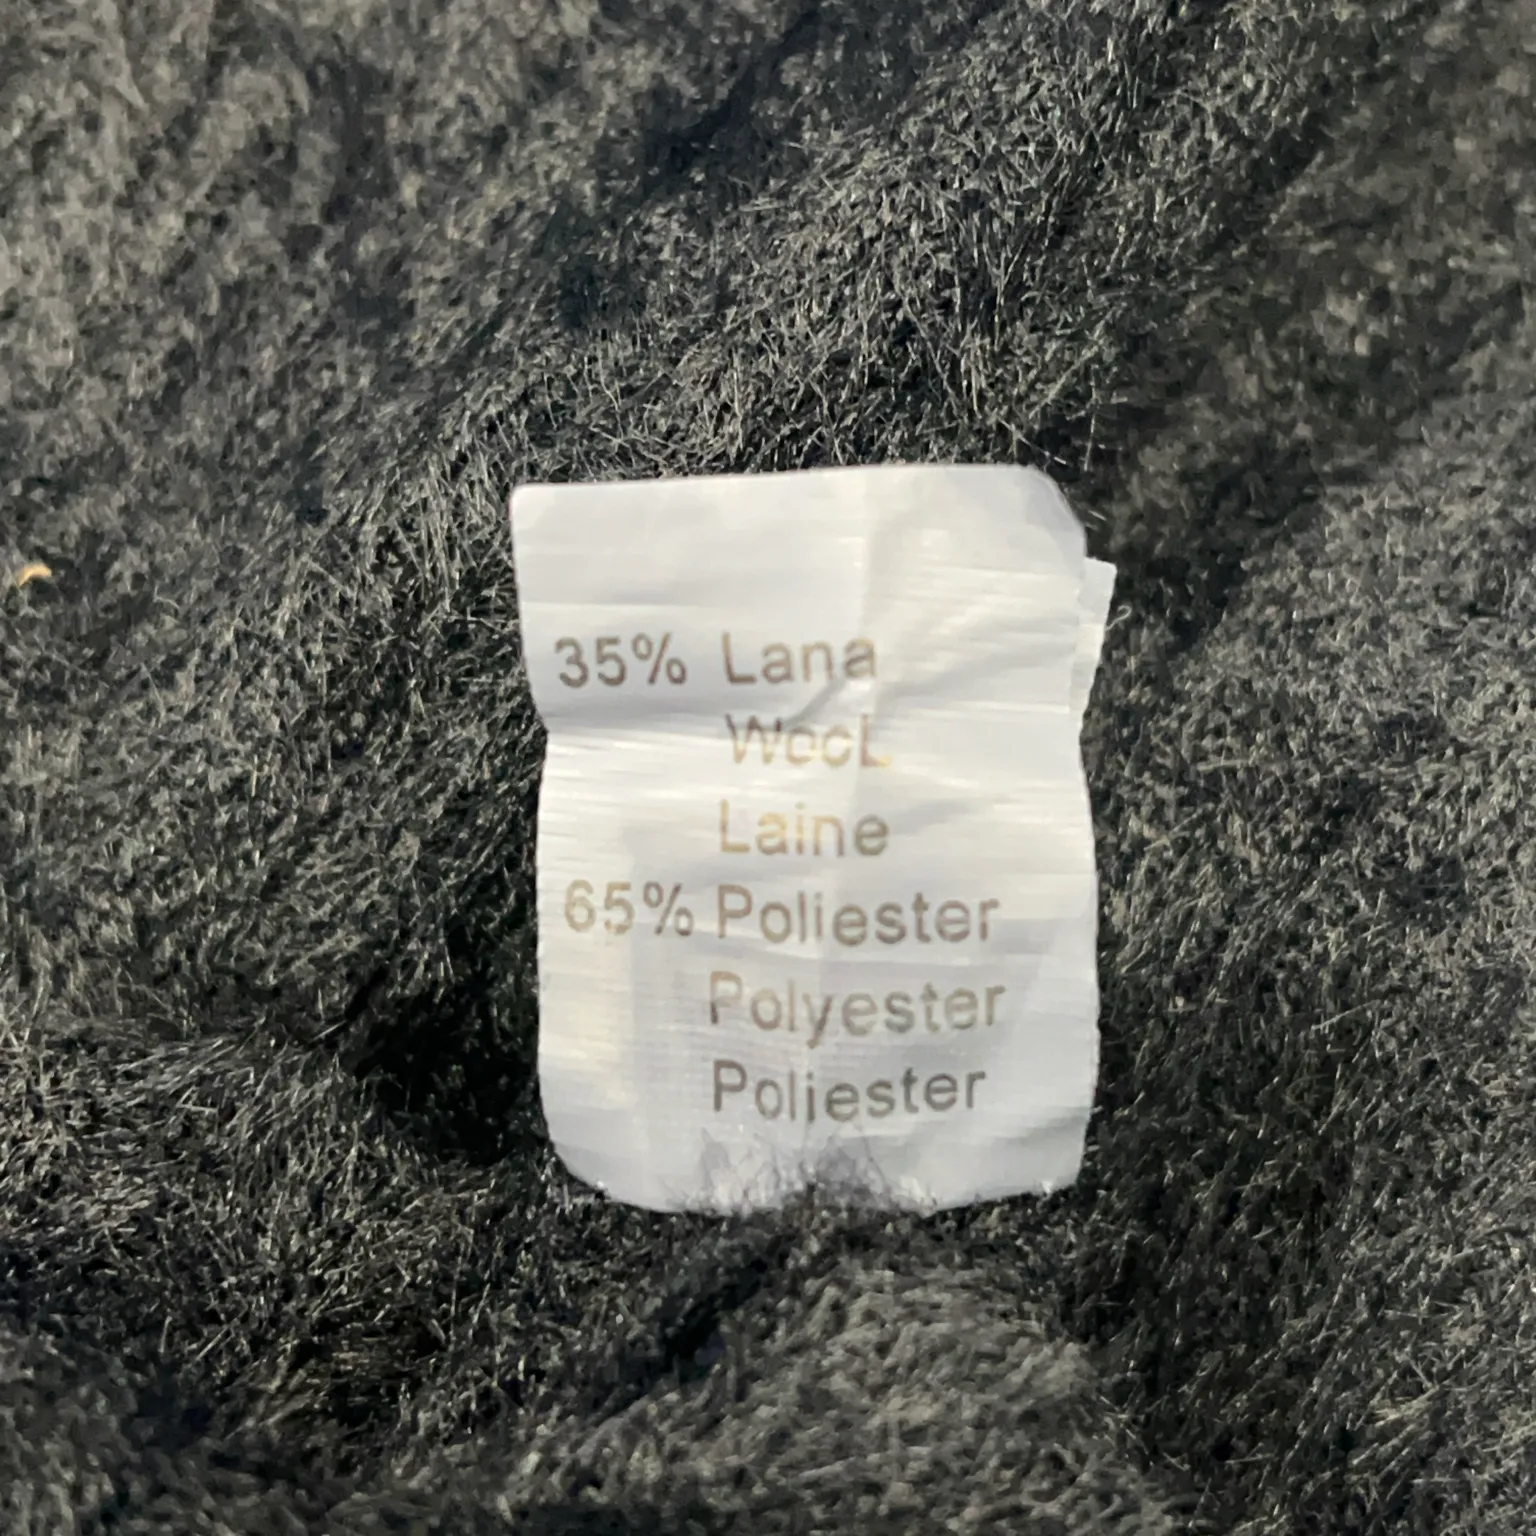 35% Lana
WooL
Laine
65% Poliester
Polyester
Poliester